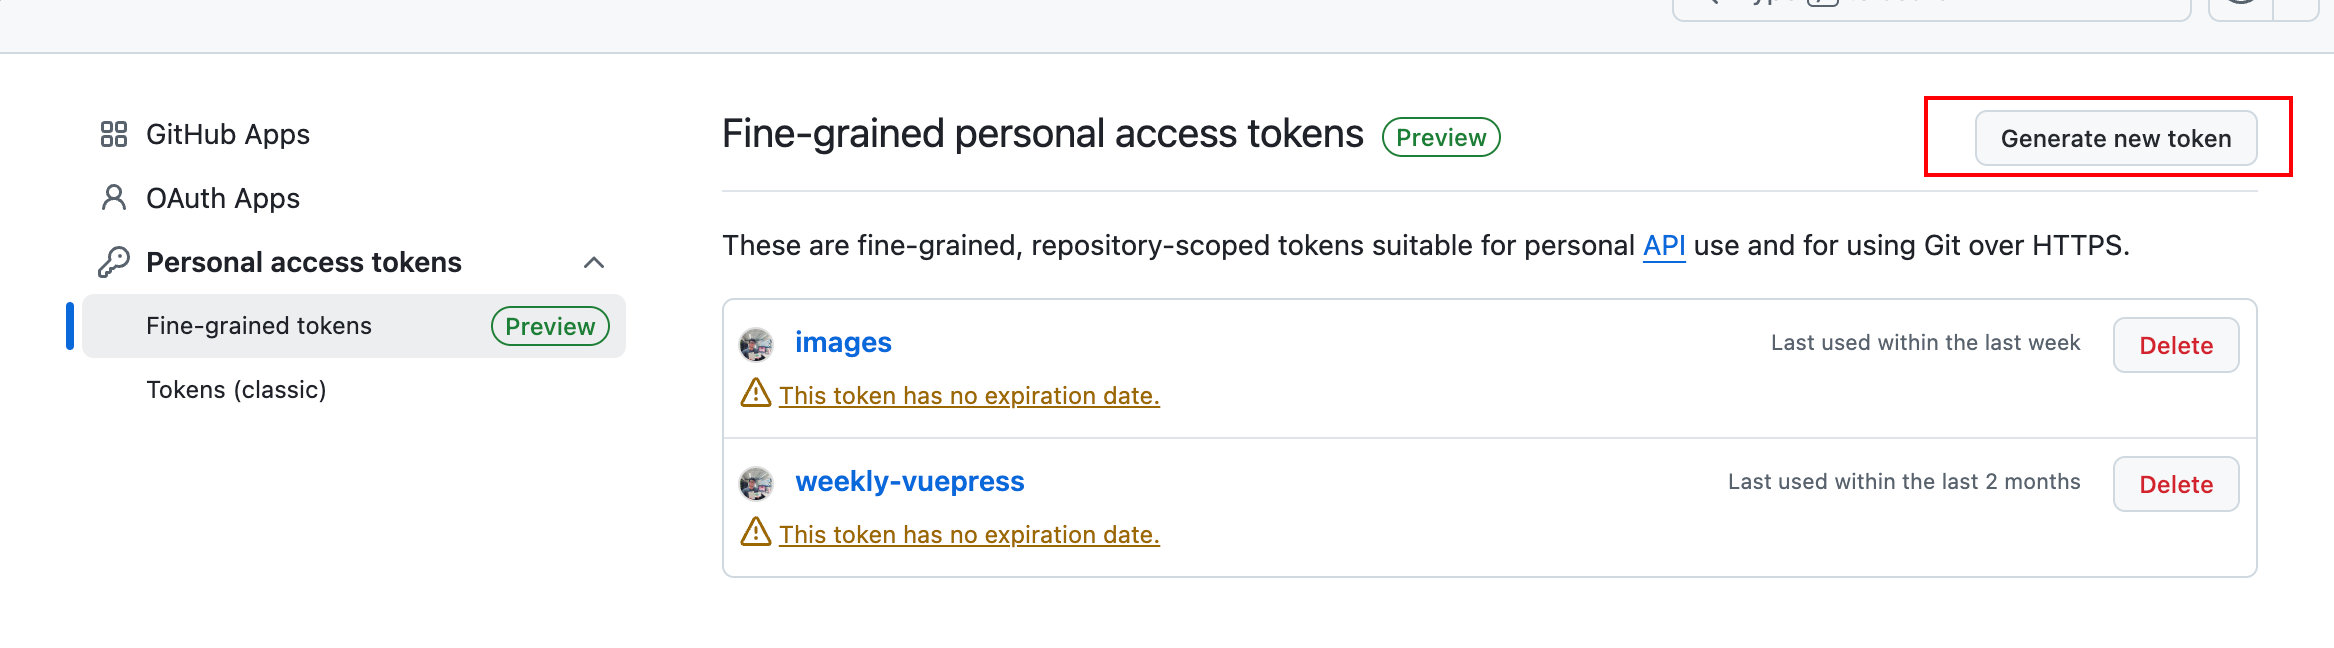 GitHub Apps
OAuth Apps
Personal access tokens
Fine-grained tokens Preview
Tokens (classic)
Fine-grained personal access tokens Preview
Generate new token
These are fine-grained, repository-scoped tokens suitable for personal API use and for using Git over HTTPS.
images
Last used within the last week
Delete
This token has no expiration date.
weekly-vuepress
Last used within the last 2 months
Delete
This token has no expiration date.